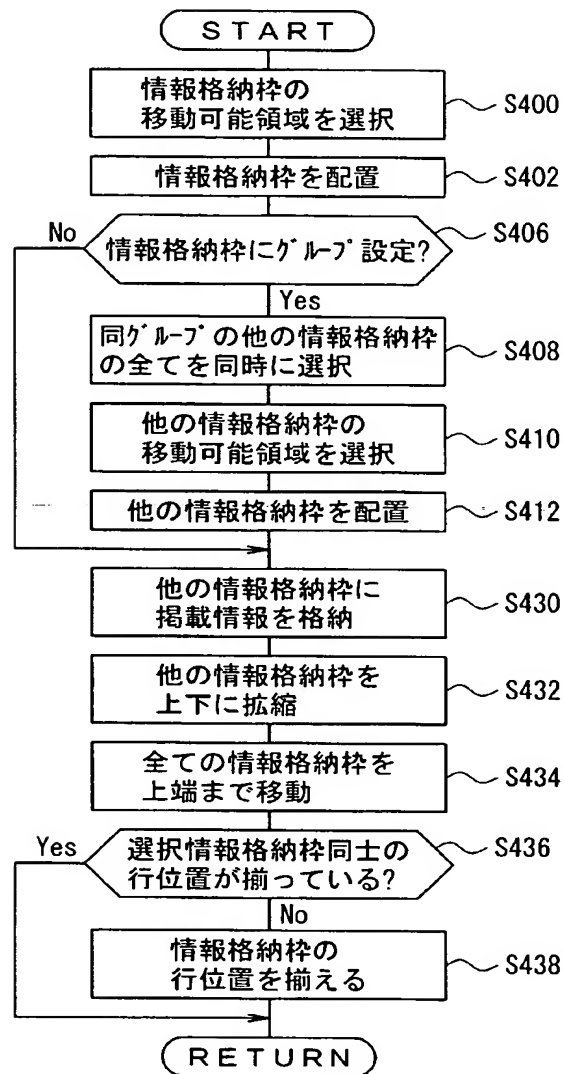 START
情報格納枠の
移動可能領域を選択
S400
情報格納枠を配置
S402
情報格納枠にグループ設定?
S406
No
Yes
同グループの他の情報格納枠
の全てを同時に選択
S408
他の情報格納枠の
移動可能領域を選択
S410
他の情報格納枠を配置
S412
他の情報格納枠に
掲載情報を格納
S430
他の情報格納枠を
上下に拡縮
S432
全ての情報格納枠を
上端まで移動
S434
選択情報格納枠同士の
行位置が揃っている?
S436
Yes
No
情報格納枠の
行位置を揃える
S438
RETURN